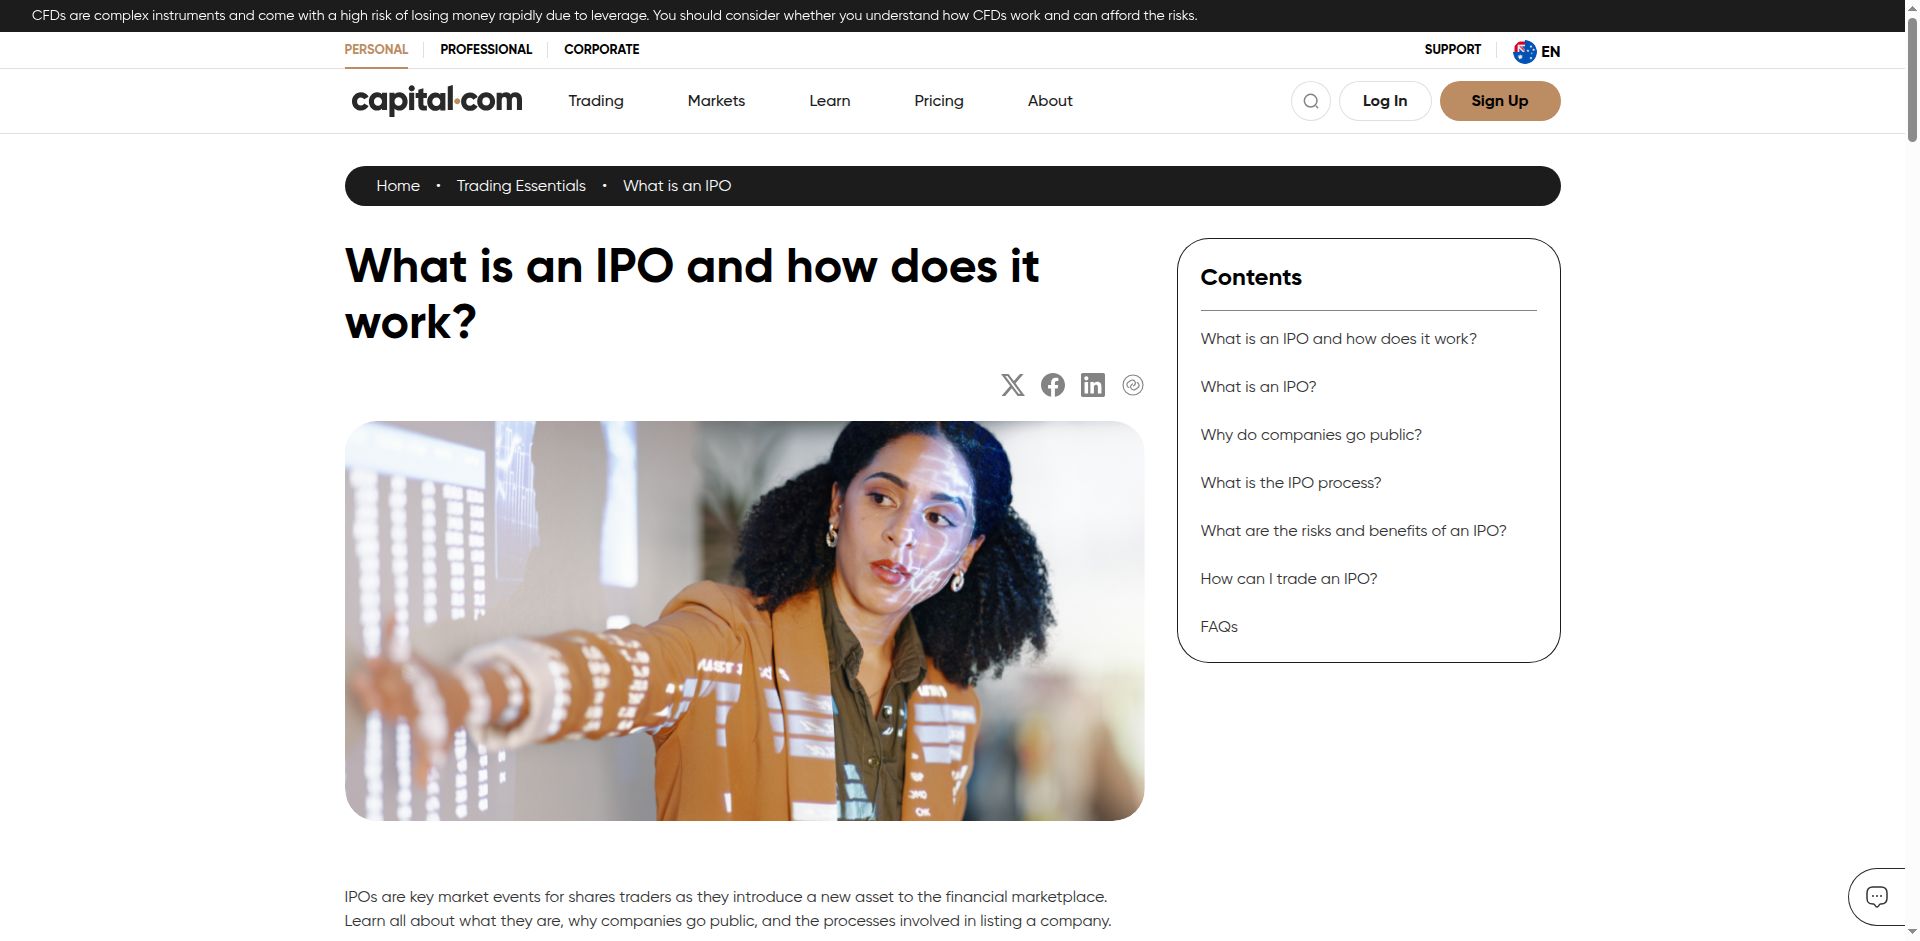 CFDs are complex instruments and come with a high risk of losing money rapidly due to leverage. You should consider whether you understand how CFDs work and can afford the risks.
PERSONAL
PROFESSIONAL
CORPORATE
SUPPORT
EN
capital.com
Trading
Markets
Learn
Pricing
About
Log In
Sign Up
Home • Trading Essentials • What is an IPO
What is an IPO and how does it
work?
Contents
What is an IPO and how does it work?
What is an IPO?
Why do companies go public?
What is the IPO process?
What are the risks and benefits of an IPO?
How can I trade an IPO?
FAQs
IPOs are key market events for shares traders as they introduce a new asset to the financial marketplace.
Learn all about what they are, why companies go public, and the processes involved in listing a company.